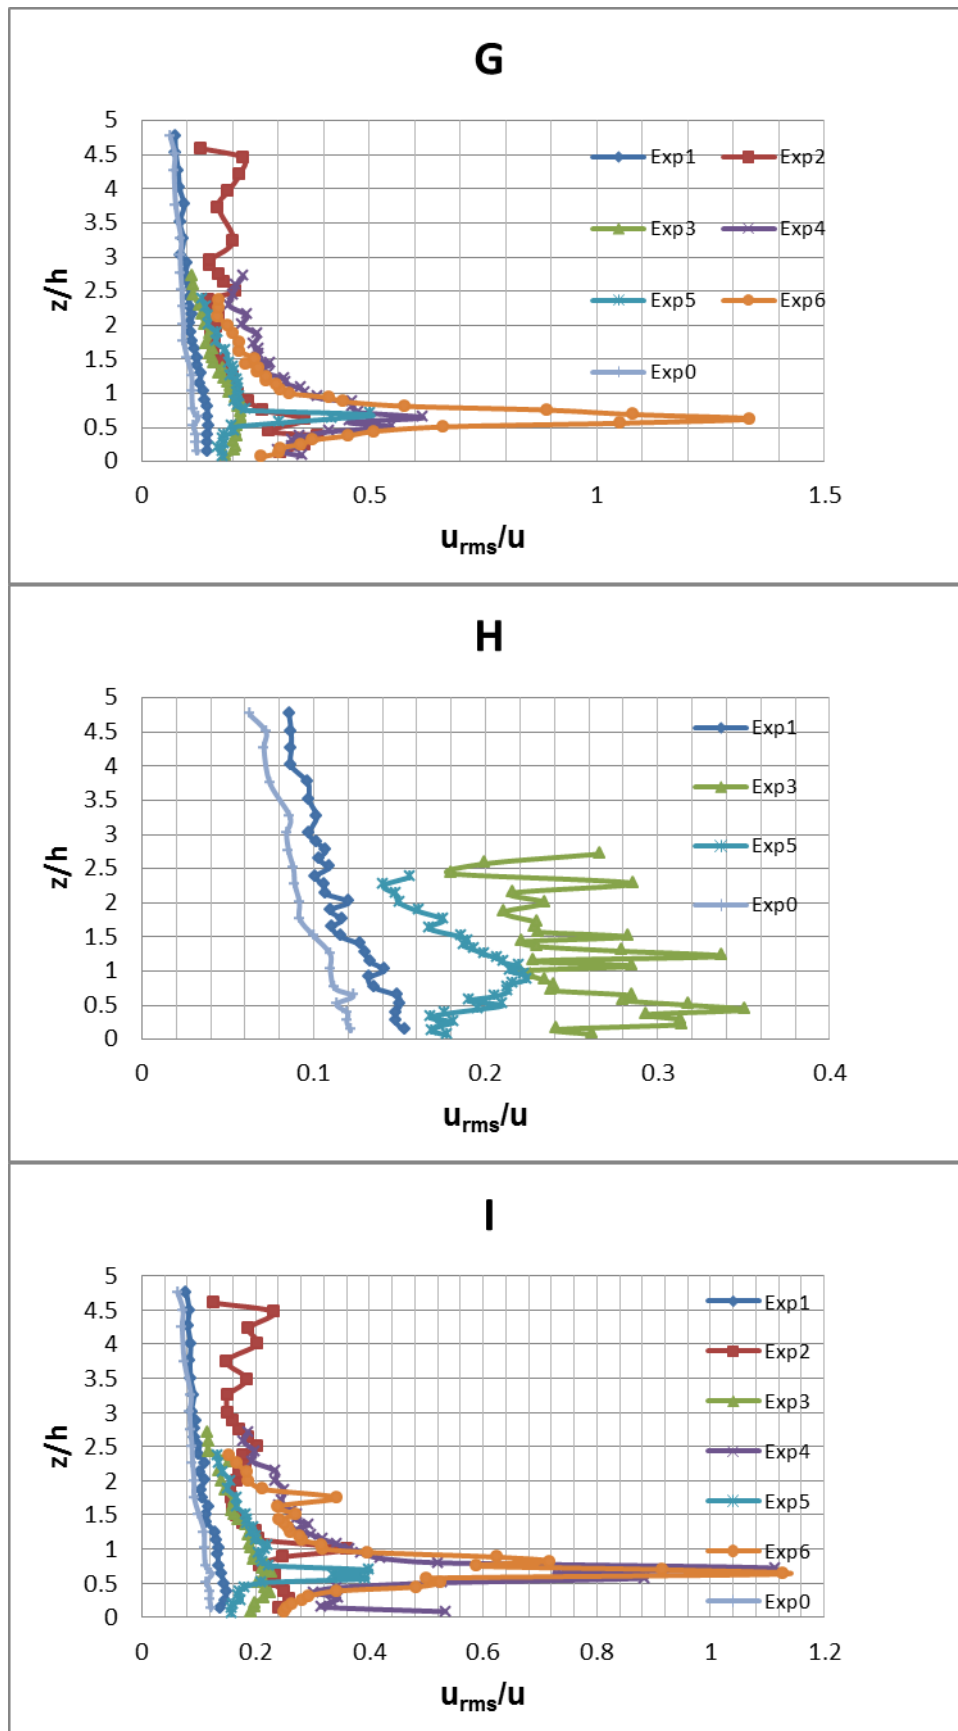 G
5
4.5
4
3.5
3
2.5
2
1.5
1
0.5
0
z/h
Exp1 Exp2
Exp3 Exp4
Exp5 Exp6
Exp0
0 0.5 1 1.5
u_rms/u
H
5
4.5
4
3.5
3
2.5
2
1.5
1
0.5
0
z/h
Exp1
Exp3
Exp5
Exp0
0 0.1 0.2 0.3 0.4
u_rms/u
I
5
4.5
4
3.5
3
2.5
2
1.5
1
0.5
0
z/h
Exp1
Exp2
Exp3
Exp4
Exp5
Exp6
Exp0
0 0.2 0.4 0.6 0.8 1 1.2
u_rms/u